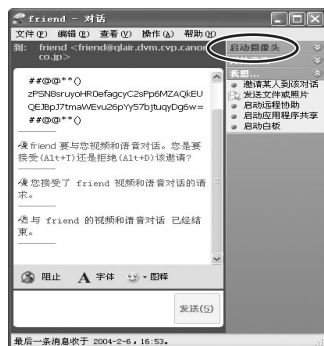 friend - 对话
文件(F) 编辑(E) 查看(V) 操作(A) 帮助(H)
到: friend <friend@qlair.dvm.cvp.canon
co.jp>
##@@**()
zPSN8sruyoHR0efagcyC2sPp6MZAQkEU
QEJBpJ7tmaWEvu26pYy57bjtuqyDg6w=
##@@**()
friend 要与您视频和语音对话。您是要
接受(Alt+T)还是拒绝(Alt+D)该邀请?
您接受了 friend 视频和语音对话的请
求。
与 friend 的视频和语音对话 已经结
束。
阻止 A 字体 图释
发送(S)
最后一条消息收于 2004-2-6,16:53。
启动摄像头
我想...
邀请某人到该对话
发送文件或照片
启动远程协助
启动应用程序共享
启动白板